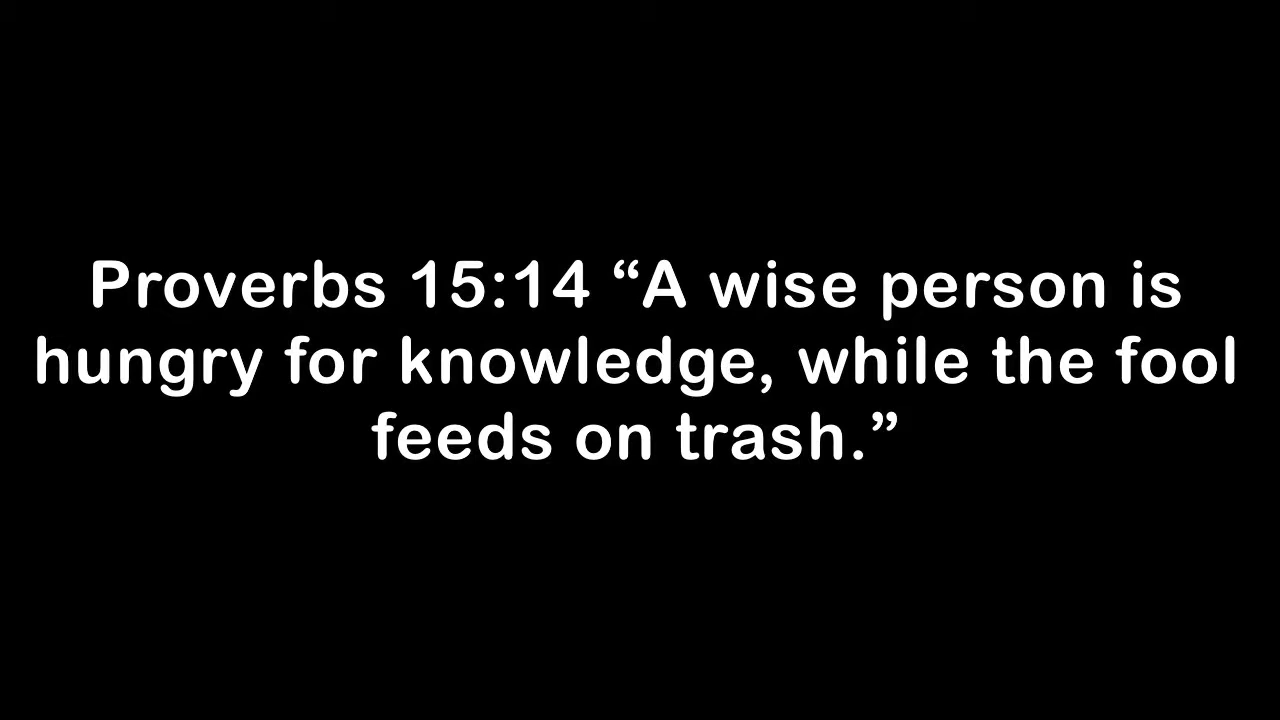 Proverbs 15:14 “A wise person is
hungry for knowledge, while the fool
feeds on trash.”